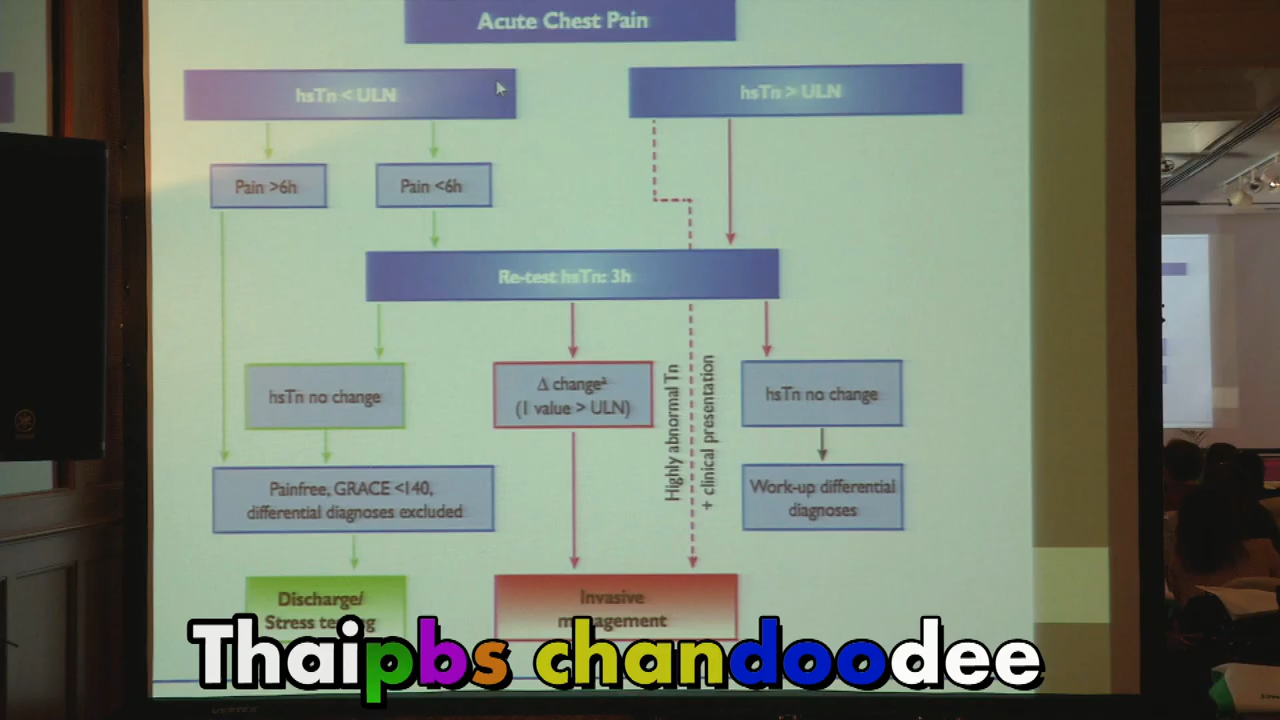 Acute Chest Pain
hsTn < ULN
hsTn > ULN
Pain >6h
Pain <6h
Re-test hsTn: 3h
hsTn no change
Δ change
(1 value > ULN)
Highly abnormal Tn
+ clinical presentation
hsTn no change
Painfree, GRACE <140,
differential diagnoses excluded
Work-up differential
diagnoses
Discharge/
Stress testing
Invasive
management
Thaipbs chandoodee